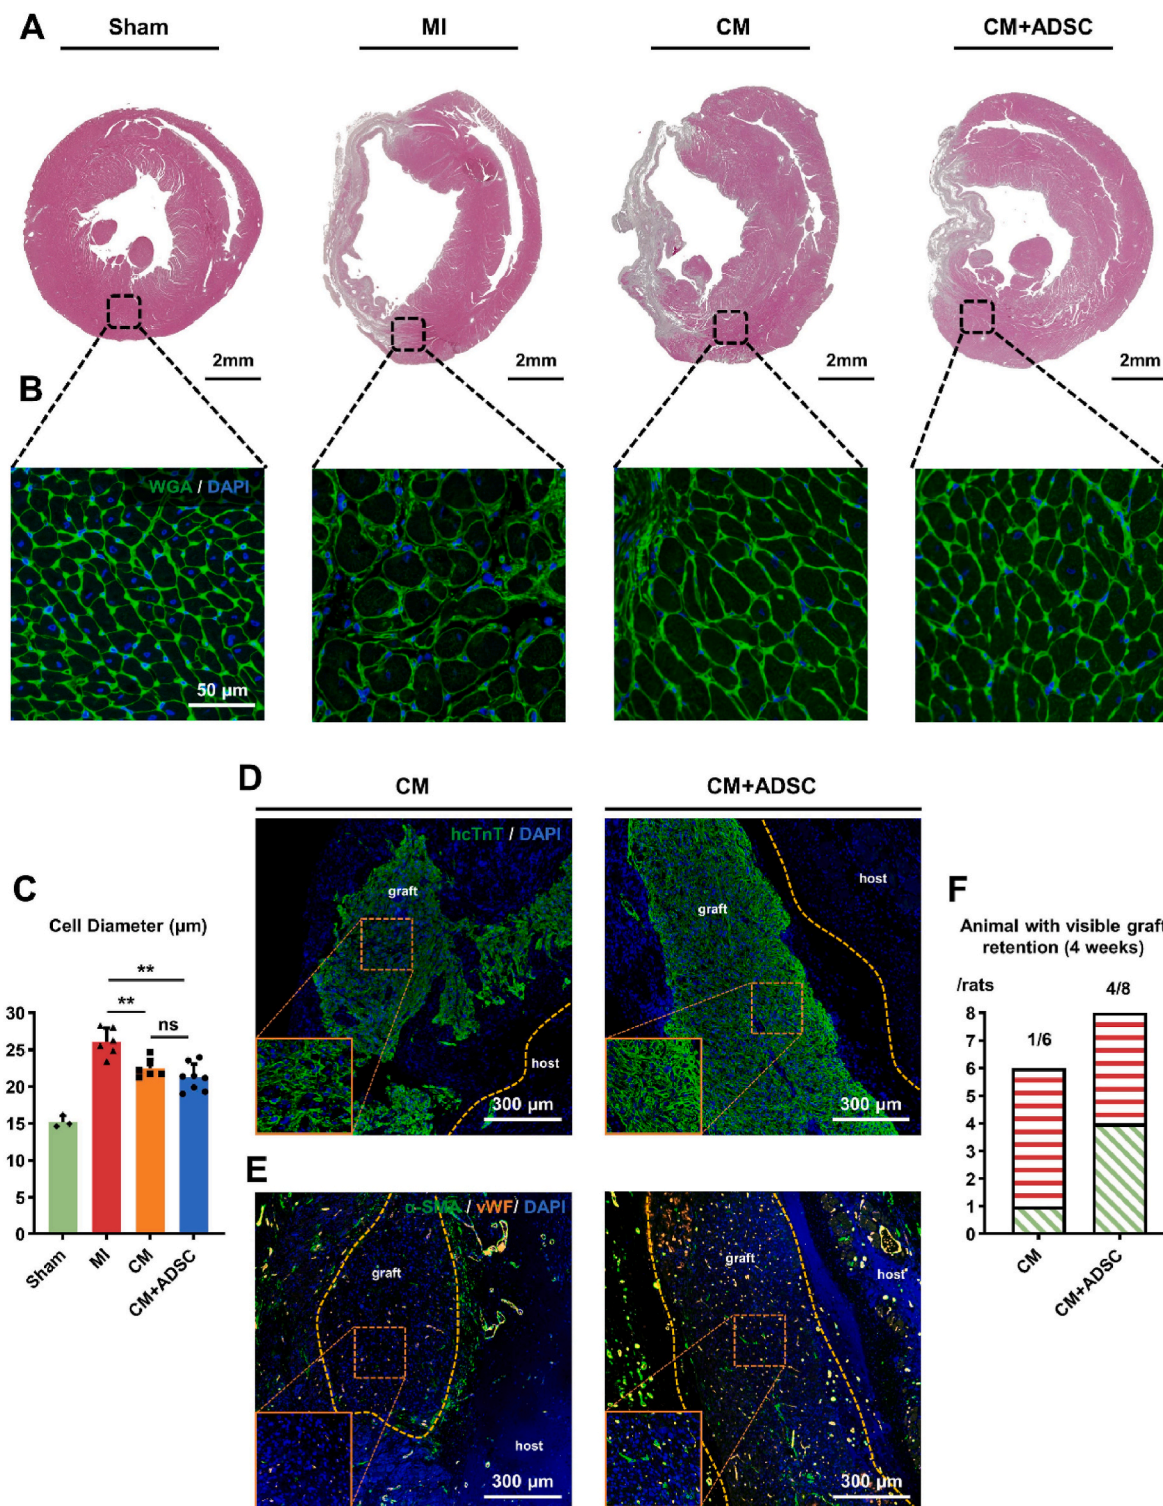 A
Sham
MI
CM
CM+ADSC
2mm
2mm
2mm
2mm
B
WGA / DAPI
50 µm
D
CM
CM+ADSC
hcTnT / DAPI
graft
host
300 µm
graft
host
300 µm
C
Cell Diameter (µm)
**
**
ns
30
25
20
15
10
5
0
Sham
MI
CM
CM+ADSC
E
α-SMA / vWF/ DAPI
graft
host
300 µm
graft
host
300 µm
F
Animal with visible graf
retention (4 weeks)
/rats
4/8
1/6
8
7
6
5
4
3
2
1
0
CM
CM+ADSC